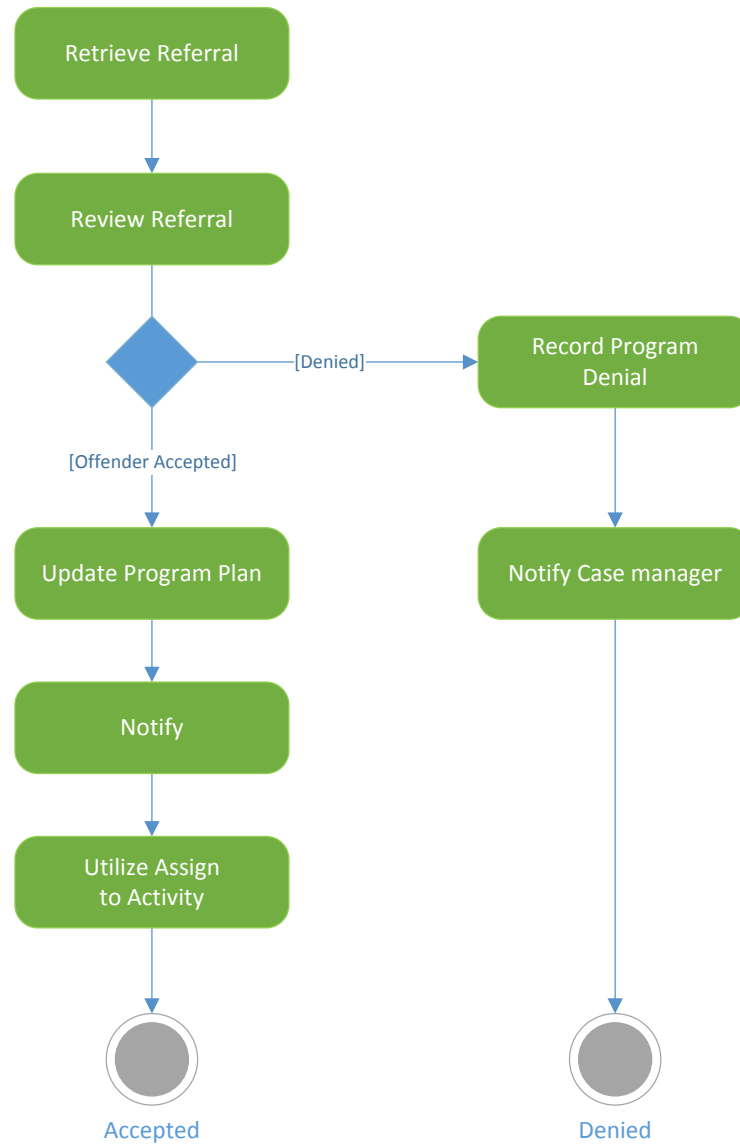 Retrieve Referral
Review Referral
[Denied]
Record Program
Denial
[Offender Accepted]
Update Program Plan
Notify Case manager
Notify
Utilize Assign
to Activity
Accepted
Denied